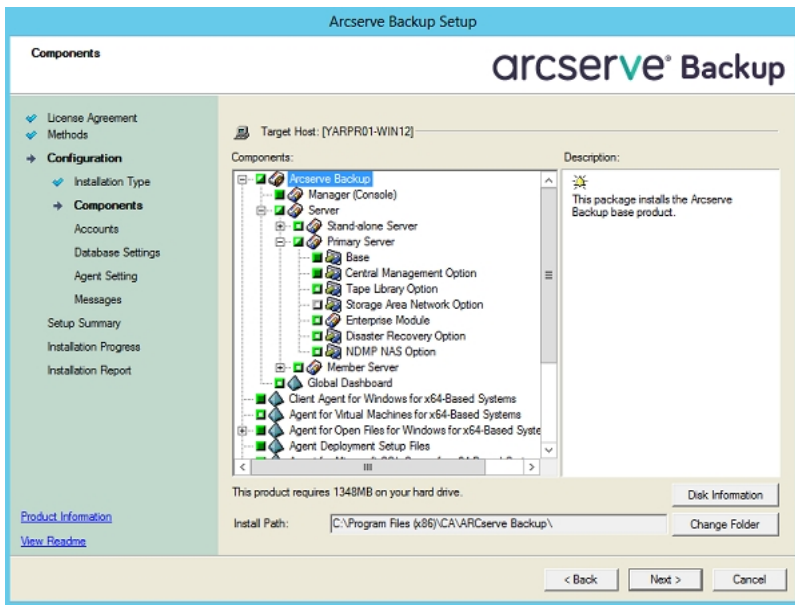 Arcserve Backup Setup
Components
arcserve® Backup
License Agreement
Methods
Configuration
Installation Type
Components
Accounts
Database Settings
Agent Setting
Messages
Setup Summary
Installation Progress
Installation Report
Product Information
View Readme
Target Host: [YARPR01-WIN12]
Components:
Arcserve Backup
Manager (Console)
Server
Stand-alone Server
Primary Server
Base
Central Management Option
Tape Library Option
Storage Area Network Option
Enterprise Module
Disaster Recovery Option
NDMP NAS Option
Member Server
Global Dashboard
Client Agent for Windows for x64-Based Systems
Agent for Virtual Machines for x64-Based Systems
Agent for Open Files for Windows for x64-Based Syste
Agent Deployment Setup Files
Description:
This package installs the Arcserve
Backup base product.
This product requires 1348MB on your hard drive.
Disk Information
Install Path:
C:\Program Files (x86)\CA\ARCserve Backup\
Change Folder
< Back
Next >
Cancel